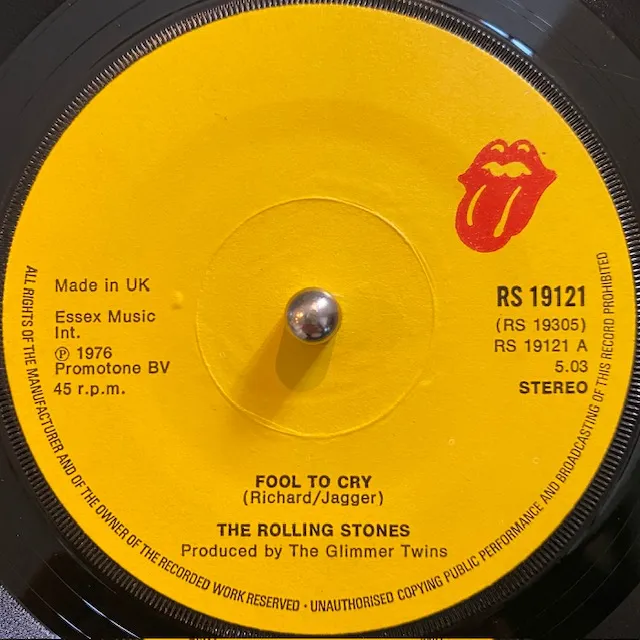 Made in UK
Essex Music
Int.
℗ 1976
Promotone BV
45 r.p.m.
RS 19121
(RS 19305)
RS 19121 A
5.03
STEREO
FOOL TO CRY
(Richard/Jagger)
THE ROLLING STONES
Produced by The Glimmer Twins
ALL RIGHTS OF THE MANUFACTURER AND OF THE OWNER OF THE RECORDED WORK RESERVED · UNAUTHORISED COPYING PUBLIC PERFORMANCE AND BROADCASTING OF THIS RECORD PROHIBITED